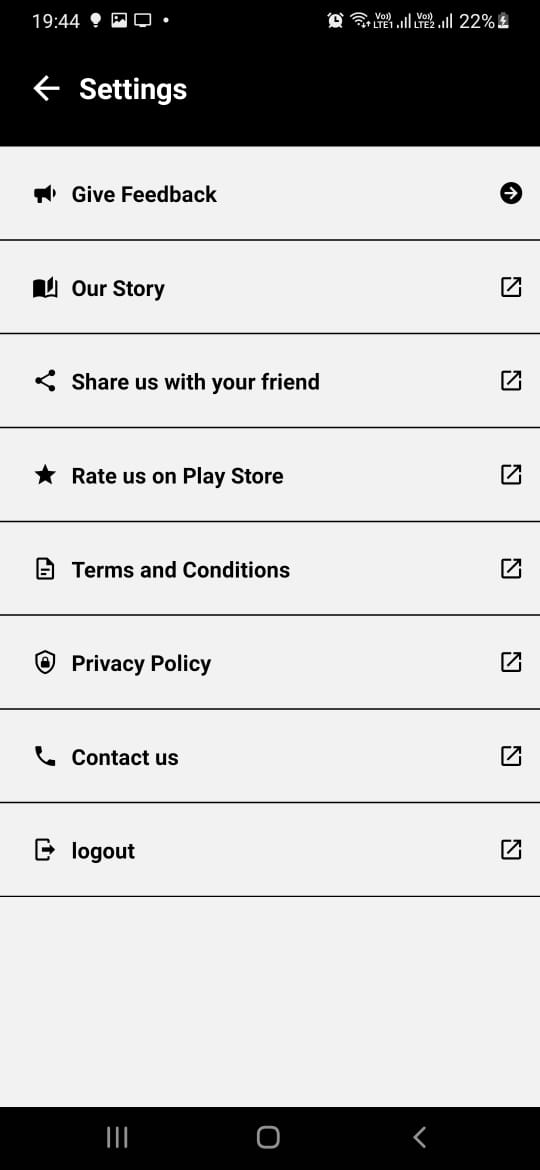 19:44 Vo)) LTE1 Vo)) LTE2 22%
Settings
Give Feedback
Our Story
Share us with your friend
Rate us on Play Store
Terms and Conditions
Privacy Policy
Contact us
logout